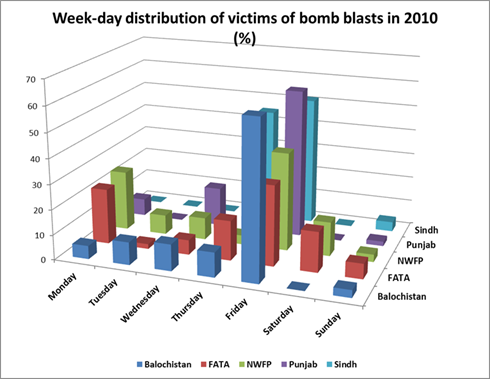 Week-day distribution of victims of bomb blasts in 2010
(%)
70
60
50
40
30
20
10
0
Monday
Tuesday
Wednesday
Thursday
Friday
Saturday
Sunday
Sindh
Punjab
NWFP
FATA
Balochistan
Balochistan FATA NWFP Punjab Sindh